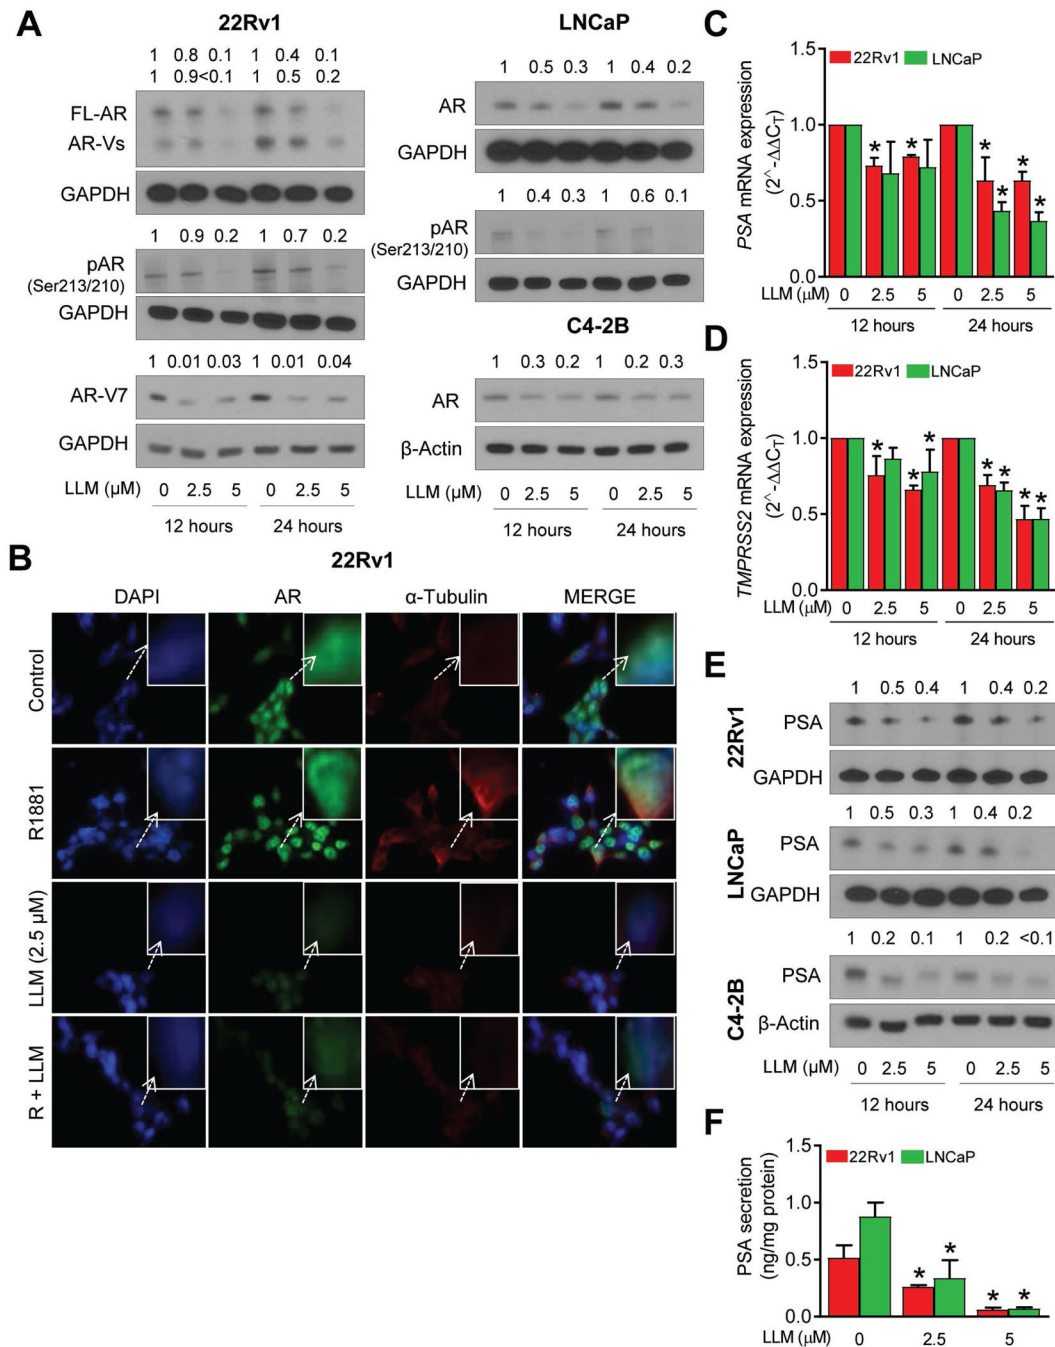 A
22Rv1
1 0.8 0.1 1 0.4 0.1
1 0.9 <0.1 1 0.5 0.2
FL-AR
AR-Vs
GAPDH
1 0.9 0.2 1 0.7 0.2
pAR
(Ser213/210)
GAPDH
1 0.01 0.03 1 0.01 0.04
AR-V7
GAPDH
LLM (µM) 0 2.5 5 0 2.5 5
12 hours 24 hours
LNCaP
1 0.5 0.3 1 0.4 0.2
AR
GAPDH
1 0.4 0.3 1 0.6 0.1
pAR
(Ser213/210)
GAPDH
C4-2B
1 0.3 0.2 1 0.2 0.3
AR
β-Actin
LLM (µM) 0 2.5 5 0 2.5 5
12 hours 24 hours
B
22Rv1
DAPI AR α-Tubulin MERGE
Control
R1881
LLM (2.5 µM)
R + LLM
C
22Rv1 LNCaP
PSA mRNA expression
(2^-ΔΔCT)
1.5
1.0
0.5
0.0
* * * * * *
LLM (µM) 0 2.5 5 0 2.5 5
12 hours 24 hours
D
22Rv1 LNCaP
TMPRSS2 mRNA expression
(2^-ΔΔCT)
1.5
1.0
0.5
0.0
* * * * * * *
LLM (µM) 0 2.5 5 0 2.5 5
12 hours 24 hours
E
22Rv1
1 0.5 0.4 1 0.4 0.2
PSA
GAPDH
LNCaP
1 0.5 0.3 1 0.4 0.2
PSA
GAPDH
C4-2B
1 0.2 0.1 1 0.2 <0.1
PSA
β-Actin
LLM (µM) 0 2.5 5 0 2.5 5
12 hours 24 hours
F
22Rv1 LNCaP
PSA secretion
(ng/mg protein)
1.5
1.0
0.5
0.0
* * * *
LLM (µM) 0 2.5 5